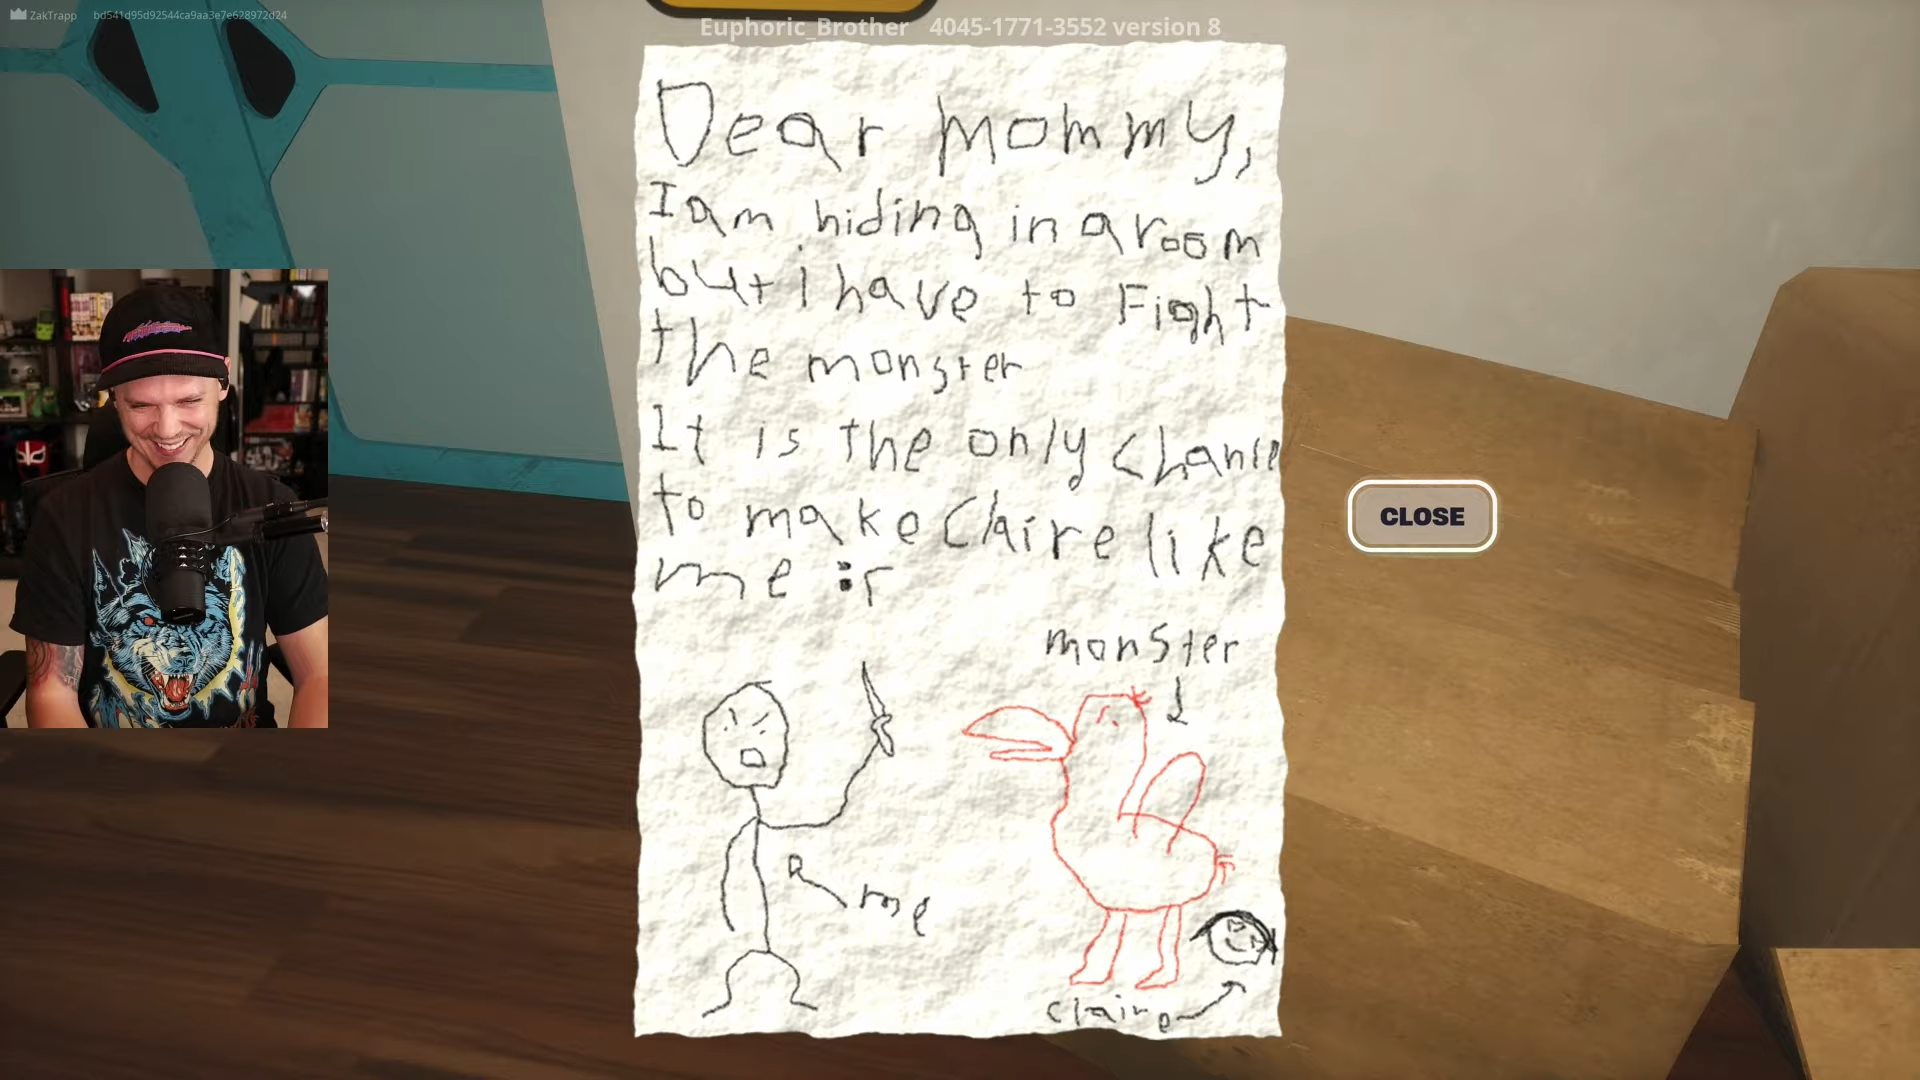 ZakTrapp bd541d95d92544ca9aa3e7e628972d24
Euphoric_Brother 4045-1771-3552 version 8
Dear mommy,
I am hiding in a room
but i have to Fight
the monster
It is the only chance
to make Claire like
me :r
monster
me
claire
CLOSE